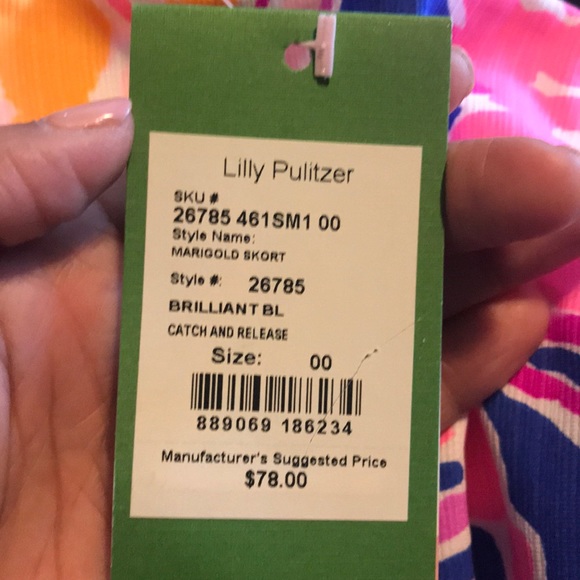 Lilly Pulitzer
SKU #
26785 461SM1 00
Style Name:
MARIGOLD SKORT
Style #: 26785
BRILLIANT BL
CATCH AND RELEASE
Size: 00
889069 186234
Manufacturer's Suggested Price
$78.00